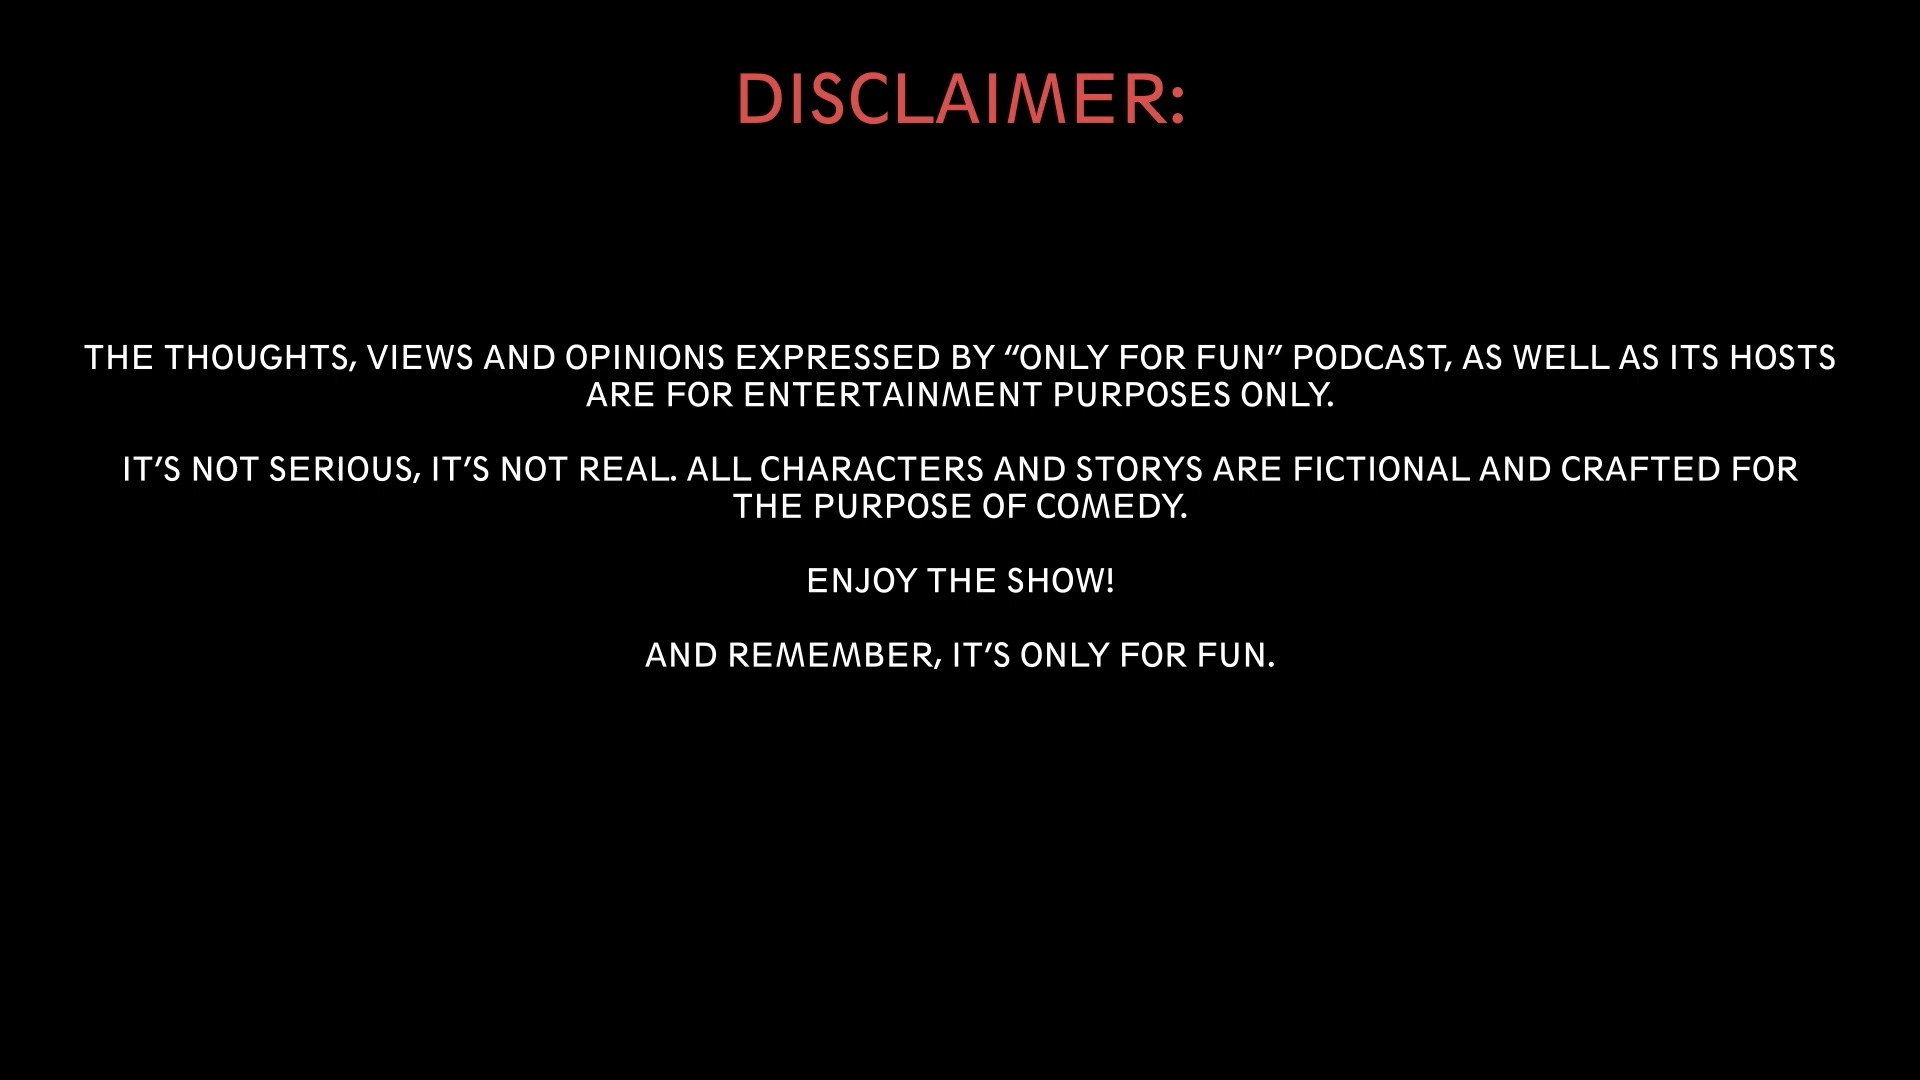 DISCLAIMER:
THE THOUGHTS, VIEWS AND OPINIONS EXPRESSED BY “ONLY FOR FUN” PODCAST, AS WELL AS ITS HOSTS
ARE FOR ENTERTAINMENT PURPOSES ONLY.
IT’S NOT SERIOUS, IT’S NOT REAL. ALL CHARACTERS AND STORYS ARE FICTIONAL AND CRAFTED FOR
THE PURPOSE OF COMEDY.
ENJOY THE SHOW!
AND REMEMBER, IT’S ONLY FOR FUN.